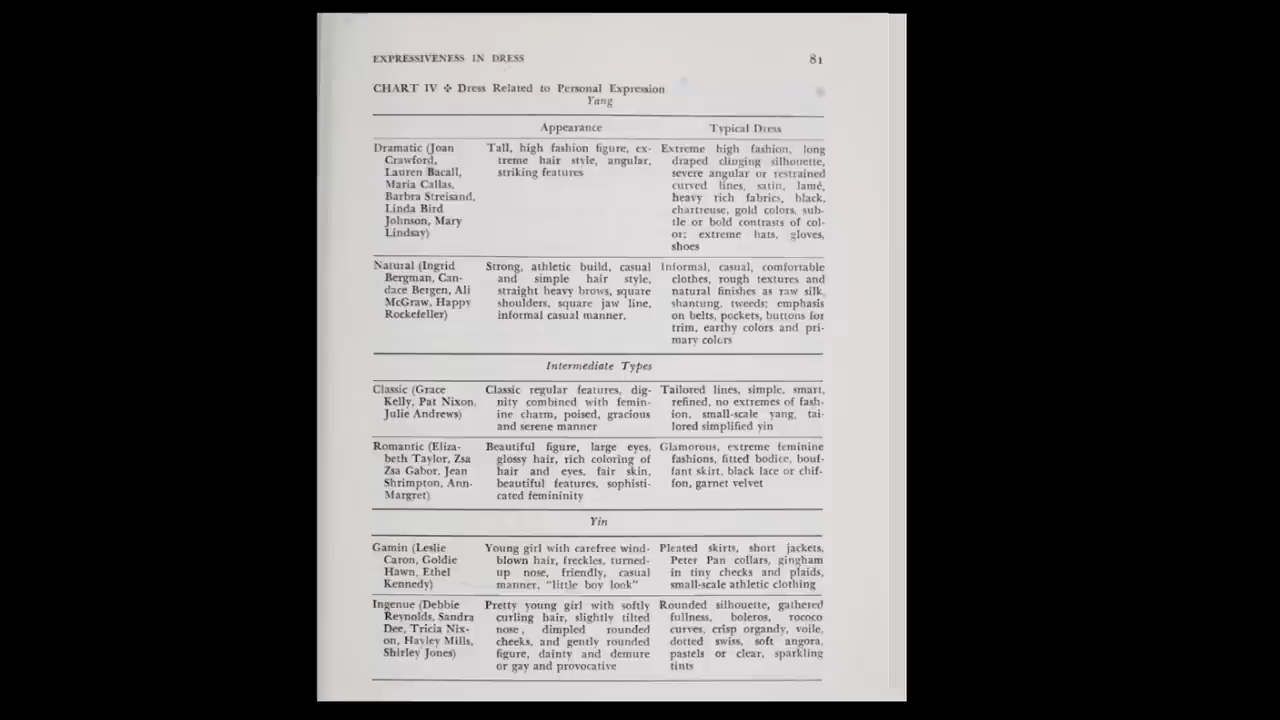 EXPRESSIVENESS IN DRESS 81
CHART IV ✣ Dress Related to Personal Expression
Yang
Appearance Typical Dress
Dramatic (Joan Crawford, Lauren Bacall, Maria Callas, Barbra Streisand, Linda Bird Johnson, Mary Lindsay)
Tall, high fashion figure, ex-
treme hair style, angular,
striking features
Extreme high fashion, long
draped clinging silhouette,
severe angular or restrained
curved lines, satin, lamé,
heavy rich fabrics, black,
chartreuse, gold colors, sub-
tle or bold contrasts of col-
or; extreme hats, gloves,
shoes
Natural (Ingrid
Bergman, Can-
dace Bergen, Ali
McGraw, Happy
Rockefeller)
Strong, athletic build, casual
and simple hair style,
straight heavy brows, square
shoulders, square jaw line,
informal casual manner.
Informal, casual, comfortable
clothes, rough textures and
natural finishes as raw silk,
shantung, tweeds; emphasis
on belts, pockets, buttons for
trim, earthy colors and pri-
mary colors
Intermediate Types
Classic (Grace
Kelly, Pat Nixon,
Julie Andrews)
Classic regular features, dig-
nity combined with femin-
ine charm, poised, gracious
and serene manner
Tailored lines, simple, smart,
refined, no extremes of fash-
ion, small-scale yang, tai-
lored simplified yin
Romantic (Eliza-
beth Taylor, Zsa
Zsa Gabor, Jean
Shrimpton, Ann-
Margret)
Beautiful figure, large eyes,
glossy hair, rich coloring of
hair and eyes, fair skin,
beautiful features, sophisti-
cated femininity
Glamorous, extreme feminine
fashions, fitted bodice, bouf-
fant skirt, black lace or chif-
fon, garnet velvet
Yin
Gamin (Leslie
Caron, Goldie
Hawn, Ethel
Kennedy)
Young girl with carefree wind-
blown hair, freckles, turned-
up nose, friendly, casual
manner, "little boy look"
Pleated skirts, short jackets,
Peter Pan collars, gingham
in tiny checks and plaids,
small-scale athletic clothing
Ingenue (Debbie
Reynolds, Sandra
Dee, Tricia Nix-
on, Hayley Mills,
Shirley Jones)
Pretty young girl with softly
curling hair, slightly tilted
nose, dimpled rounded
cheeks, and gently rounded
figure, dainty and demure
or gay and provocative
Rounded silhouette, gathered
fullness, boleros, rococo
curves, crisp organdy, voile,
dotted swiss, soft angora,
pastels or clear, sparkling
tints